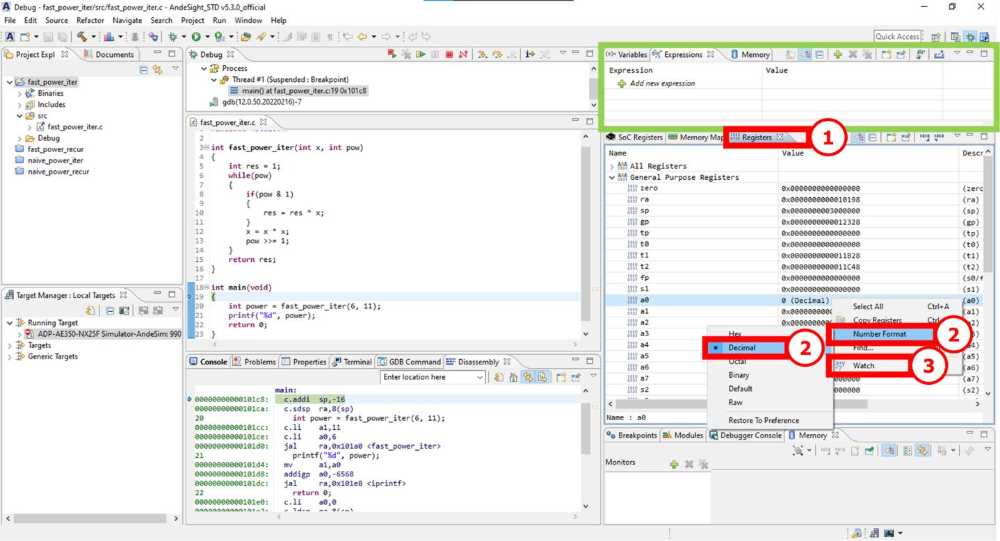 Debug - fast_power_iter/src/fast_power_iter.c - AndeSight_STD v5.3.0_official
File Edit Source Refactor Navigate Search Project Run Window Help
Quick Access
Project Expl
Documents
fast_power_iter
Binaries
Includes
src
fast_power_iter.c
Debug
fast_power_recur
naive_power_iter
naive_power_recur
Target Manager : Local Targets
Running Target
ADP-AE350-NX25F Simulator-AndeSim: 990
Targets
Generic Targets
Debug
Process
Thread #1 (Suspended : Breakpoint)
main() at fast_power_iter.c:19 0x101c8
gdb(12.0.50.20220216)-7
fast_power_iter.c
2
3 int fast_power_iter(int x, int pow)
4 {
5 int res = 1;
6 while(pow)
7 {
8 if(pow & 1)
9 {
10 res = res * x;
11 }
12 x = x * x;
13 pow >>= 1;
14 }
15 return res;
16 }
17
18 int main(void)
19 {
20 int power = fast_power_iter(6, 11);
21 printf("%d", power);
22 return 0;
23 }
Console Problems Properties Terminal GDB Command Disassembly
Enter location here
main:
00000000000101c8: c.addi sp,-16
00000000000101ca: c.sdsp ra,8(sp)
20 int power = fast_power_iter(6, 11);
00000000000101cc: c.li a1,11
00000000000101ce: c.li a0,6
00000000000101d0: jal ra,0x101a0 <fast_power_iter>
21 printf("%d", power);
00000000000101d4: mv a1,a0
00000000000101d8: addigp a0,-6568
00000000000101dc: jal ra,0x101e8 <iprintf>
22 return 0;
00000000000101e0: c.li a0,0
00000000000101e2: c.ldsp ra,8(sp)
(x)= Variables Expressions Memory
Expression Value
Add new expression
SoC Registers Memory Map Registers
1
Name Value Descr
All Registers
General Purpose Registers
zero 0x0000000000000000 (zero
ra 0x0000000000010198 (ra)
sp 0x0000000003000000 (sp)
gp 0x0000000000012328 (gp)
tp 0x0000000000000000 (tp)
t0 0x0000000000000000 (t0)
t1 0x0000000000011B28 (t1)
t2 0x0000000000011C48 (t2)
fp 0x0000000000000000 (s0/f
s1 0x0000000000000000 (s1)
a0 0 (Decimal) (a0)
a1
a2
a3
a4
a5
a6
a7
s2
(a1)
(a5)
(a6)
(a7)
(s2)
Select All Ctrl+A
Copy Registers
Number Format
2
Find...
Watch
3
Hex
Decimal
2
Octal
Binary
Default
Raw
Restore To Preference
Name : a0
Breakpoints Modules Debugger Console Memory
Monitors